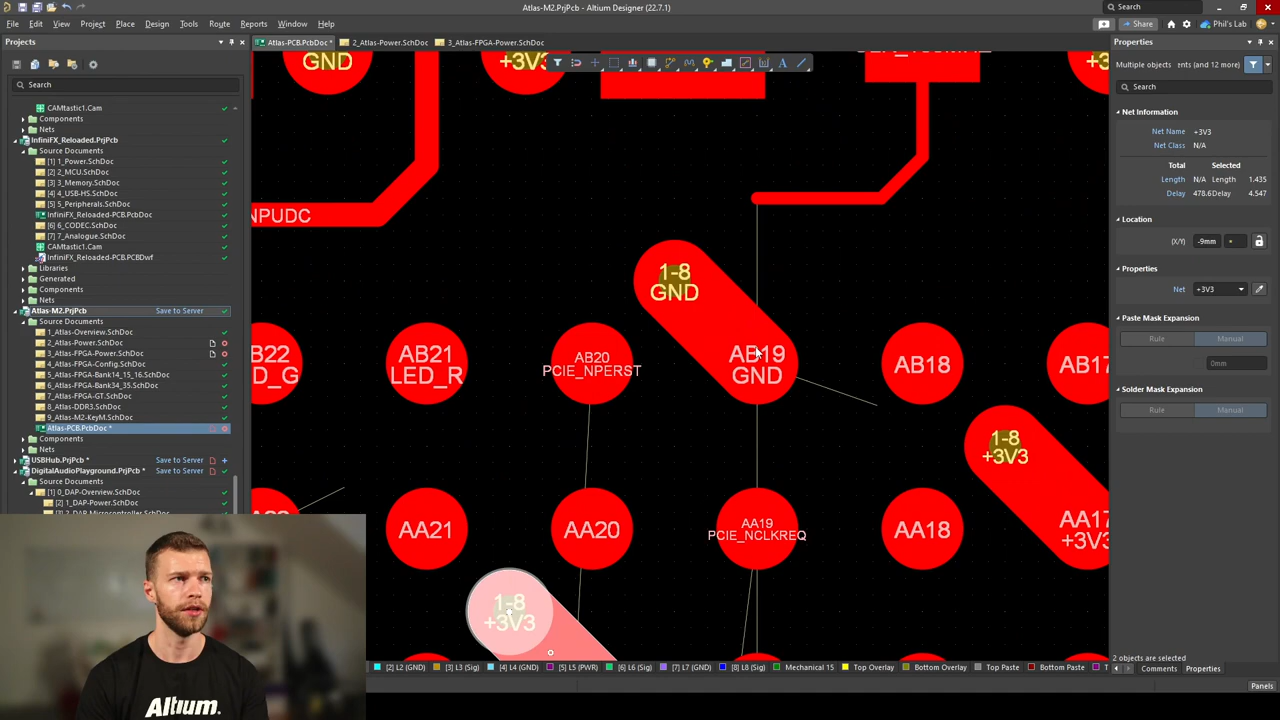 Atlas-M2.PrjPcb - Altium Designer (22.7.1)
Search
File Edit View Project Place Design Tools Route Reports Window Help
Share
Phil's Lab
Projects
Atlas-PCB.PcbDoc *
2_Atlas-Power.SchDoc
3_Atlas-FPGA-Power.SchDoc
Properties
Multiple objects
nts (and 12 more)
Search
Search
CAMtastic1.Cam
Components
Nets
InfiniFX_Reloaded.PrjPcb
Source Documents
[1] 1_Power.SchDoc
[2] 2_MCU.SchDoc
[3] 3_Memory.SchDoc
[4] 4_USB-HS.SchDoc
[5] 5_Peripherals.SchDoc
InfiniFX_Reloaded-PCB.PcbDoc
[6] 6_CODEC.SchDoc
[7] 7_Analogue.SchDoc
CAMtastic1.Cam
InfiniFX_Reloaded-PCB.PCBDwf
Libraries
Generated
Components
Nets
Atlas-M2.PrjPcb
Save to Server
Source Documents
1_Atlas-Overview.SchDoc
2_Atlas-Power.SchDoc
3_Atlas-FPGA-Power.SchDoc
4_Atlas-FPGA-Config.SchDoc
5_Atlas-FPGA-Bank14_15_16.SchDoc
6_Atlas-FPGA-Bank34_35.SchDoc
7_Atlas-FPGA-GT.SchDoc
8_Atlas-DDR3.SchDoc
9_Atlas-M2-KeyM.SchDoc
Atlas-PCB.PcbDoc *
Components
Nets
USBHub.PrjPcb *
Save to Server
DigitalAudioPlayground.PrjPcb *
Save to Server
Source Documents
[1] 0_DAP-Overview.SchDoc
[2] 1_DAP-Power.SchDoc
GND
+3V3
NPUDC
1-8
GND
AB22
D_G
AB21
LED_R
AB20
PCIE_NPERST
AB19
GND
AB18
AB17
1-8
+3V3
AA21
AA20
AA19
PCIE_NCLKREQ
AA18
AA17
+3V3
1-8
+3V3
Net Information
Net Name +3V3
Net Class N/A
Total Selected
Length N/A Length 1.435
Delay 478.6 Delay 4.547
Location
(X/Y) -9mm
Properties
Net +3V3
Paste Mask Expansion
Rule Manual
0mm
Solder Mask Expansion
Rule Manual
[2] L2 (GND) [3] L3 (Sig) [4] L4 (GND) [5] L5 (PWR) [6] L6 (Sig) [7] L7 (GND) [8] L8 (Sig) Mechanical 15 Top Overlay Bottom Overlay Top Paste Bottom Paste
2 objects are selected
Comments Properties
Panels
Altium.